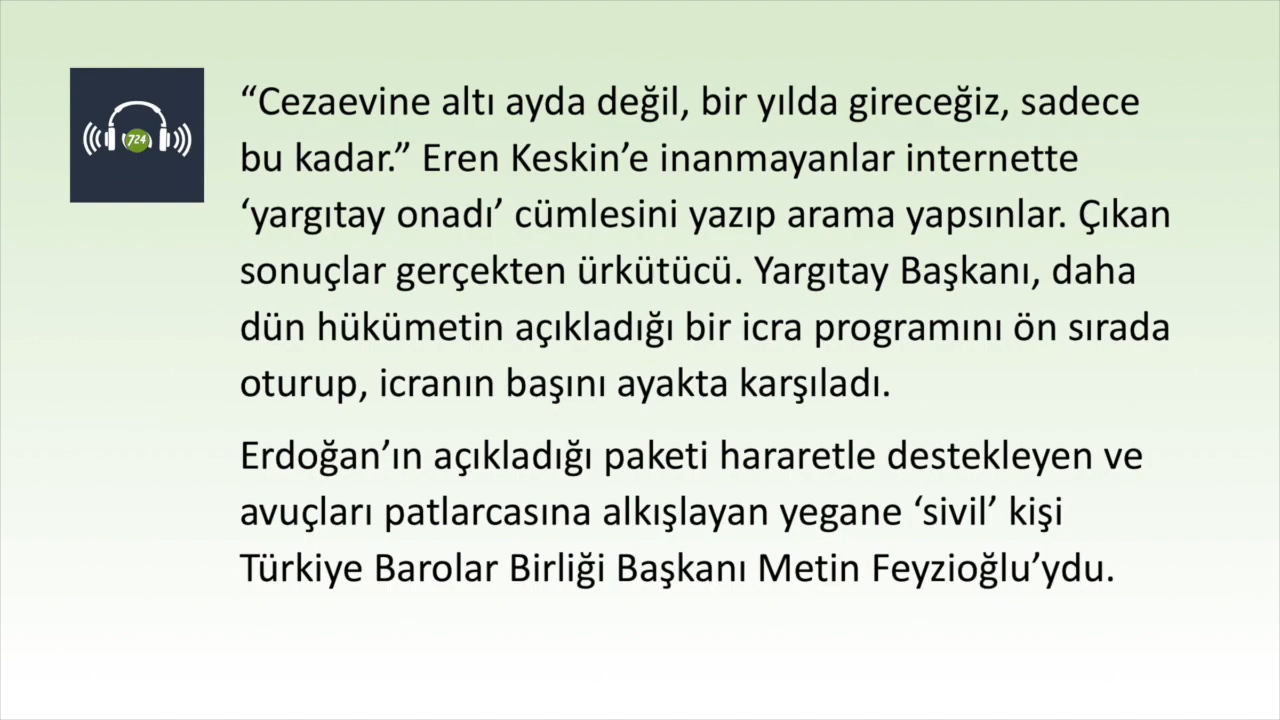 724
“Cezaevine altı ayda değil, bir yılda gireceğiz, sadece
bu kadar.” Eren Keskin’e inanmayanlar internette
‘yargıtay onadı’ cümlesini yazıp arama yapsınlar. Çıkan
sonuçlar gerçekten ürkütücü. Yargıtay Başkanı, daha
dün hükümetin açıkladığı bir icra programını ön sırada
oturup, icranın başını ayakta karşıladı.
Erdoğan’ın açıkladığı paketi hararetle destekleyen ve
avuçları patlarcasına alkışlayan yegane ‘sivil’ kişi
Türkiye Barolar Birliği Başkanı Metin Feyzioğlu’ydu.